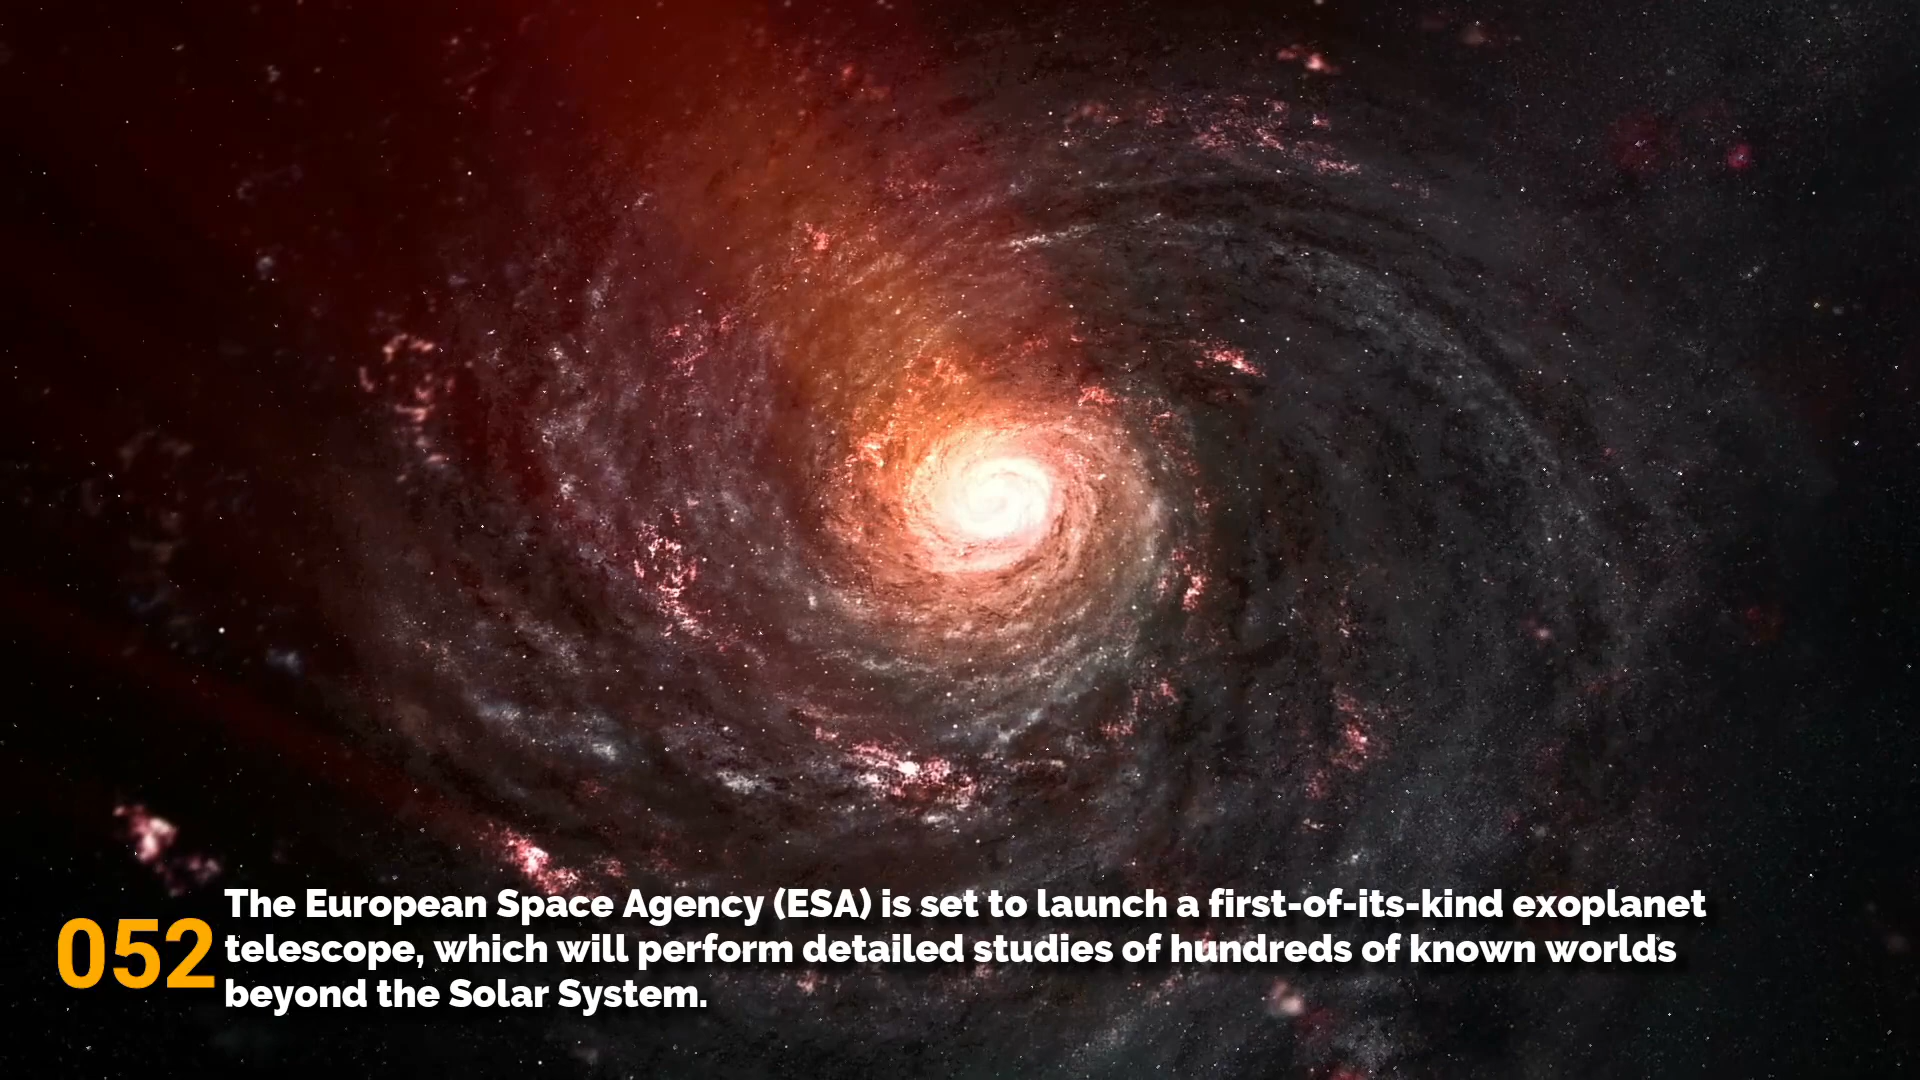 052
The European Space Agency (ESA) is set to launch a first-of-its-kind exoplanet
telescope, which will perform detailed studies of hundreds of known worlds
beyond the Solar System.